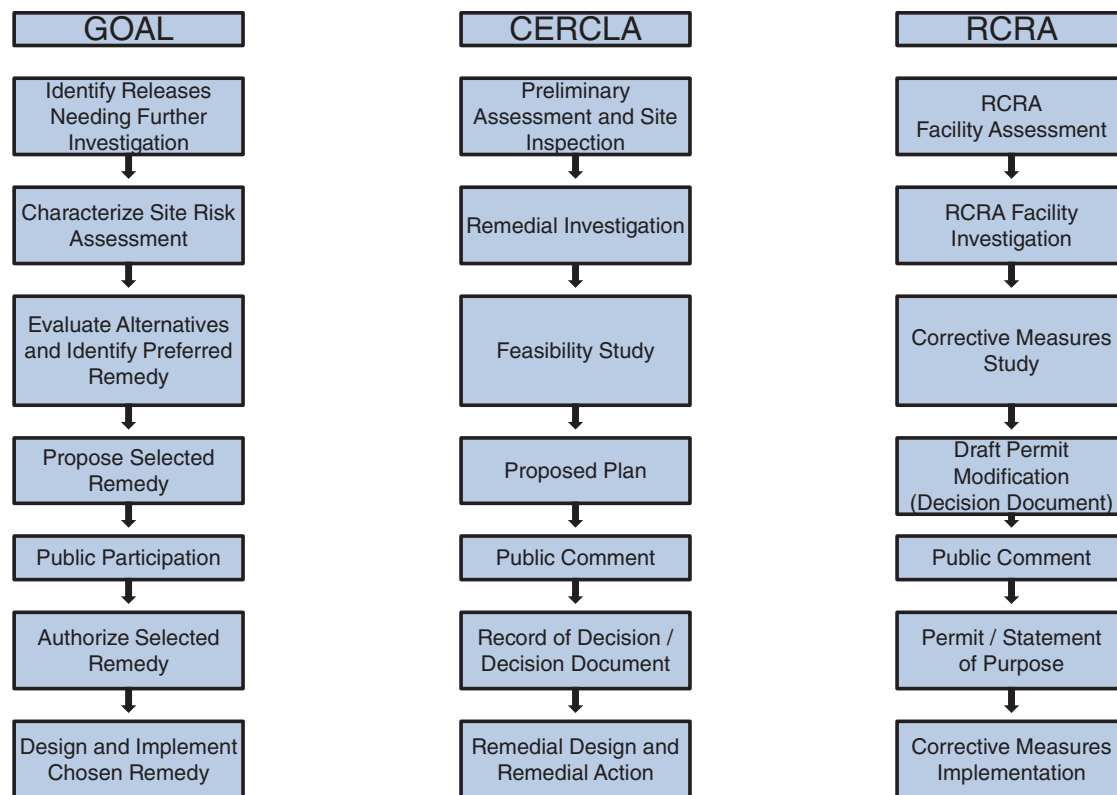 GOAL
Identify Releases
Needing Further
Investigation
Characterize Site Risk
Assessment
Evaluate Alternatives
and Identify Preferred
Remedy
Propose Selected
Remedy
Public Participation
Authorize Selected
Remedy
Design and Implement
Chosen Remedy
CERCLA
Preliminary
Assessment and Site
Inspection
Remedial Investigation
Feasibility Study
Proposed Plan
Public Comment
Record of Decision /
Decision Document
Remedial Design and
Remedial Action
RCRA
RCRA
Facility Assessment
RCRA Facility
Investigation
Corrective Measures
Study
Draft Permit
Modification
(Decision Document)
Public Comment
Permit / Statement
of Purpose
Corrective Measures
Implementation